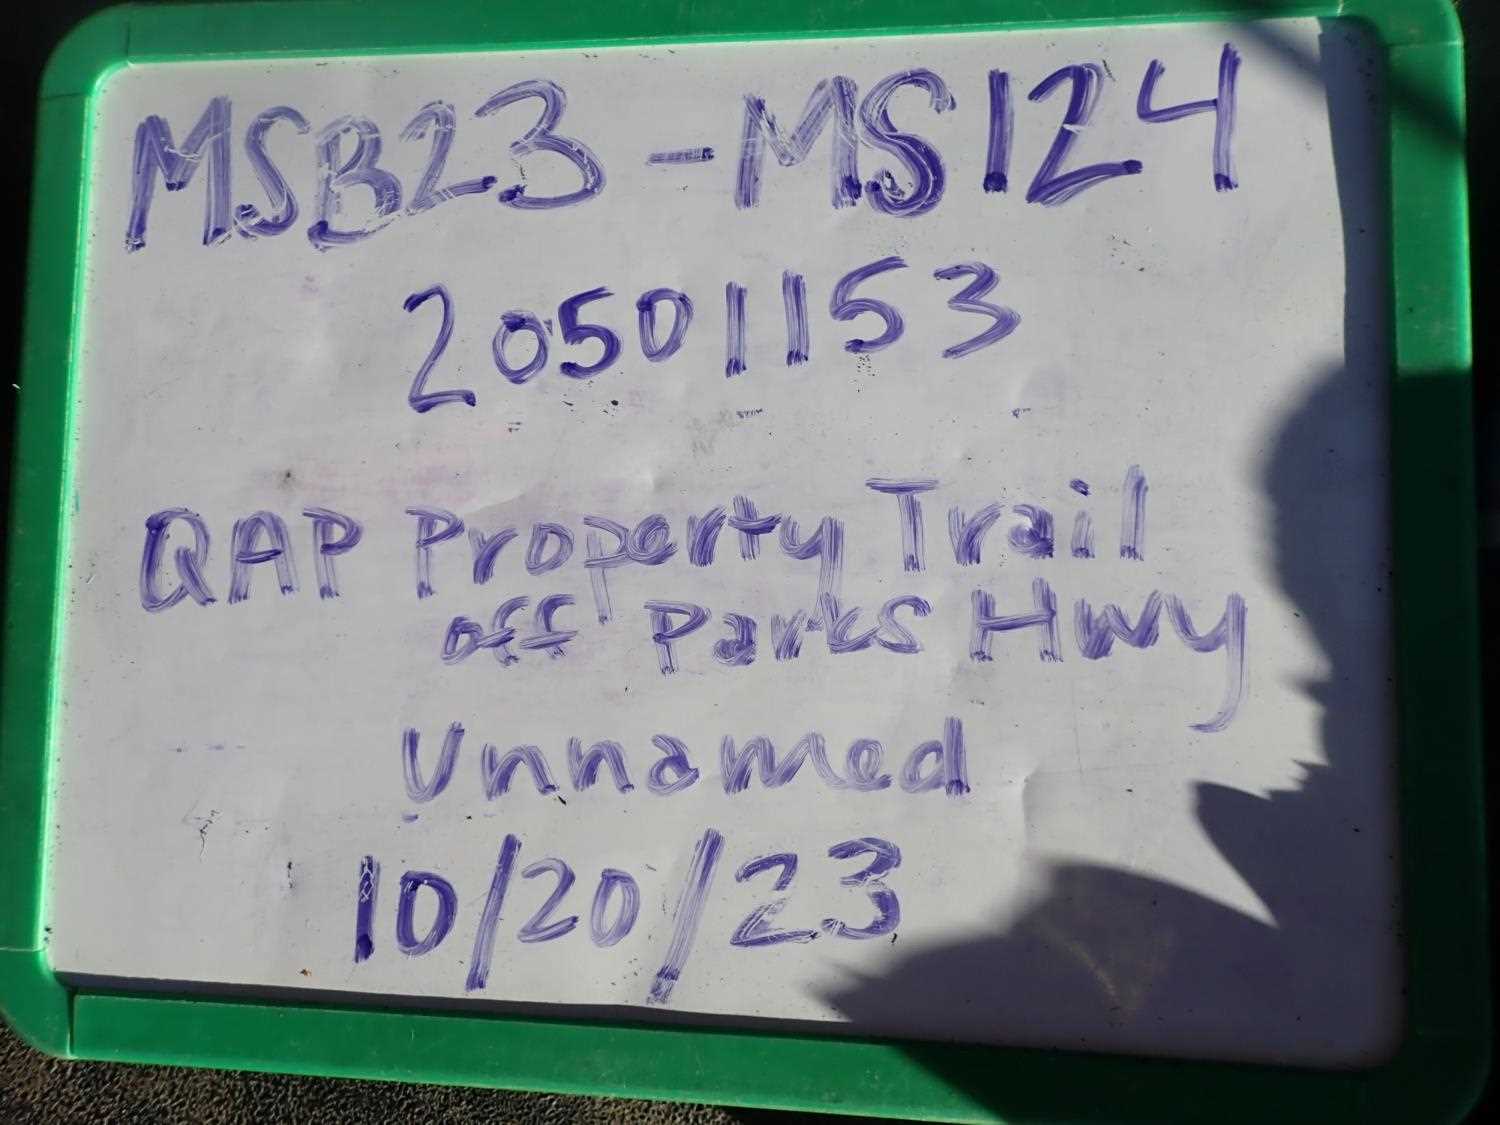 MSB23-MS124
20501153
QAP Property Trail
off Parks Hwy
Unnamed
10/20/23